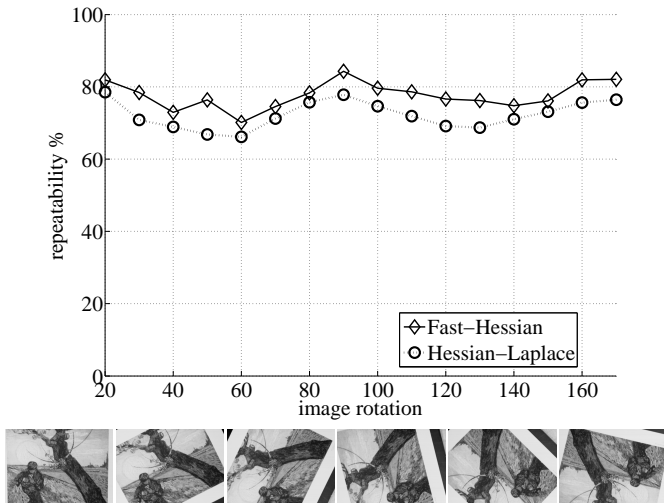 100
80
60
40
20
0
repeatability %
Fast-Hessian
Hessian-Laplace
20 40 60 80 100 120 140 160
image rotation